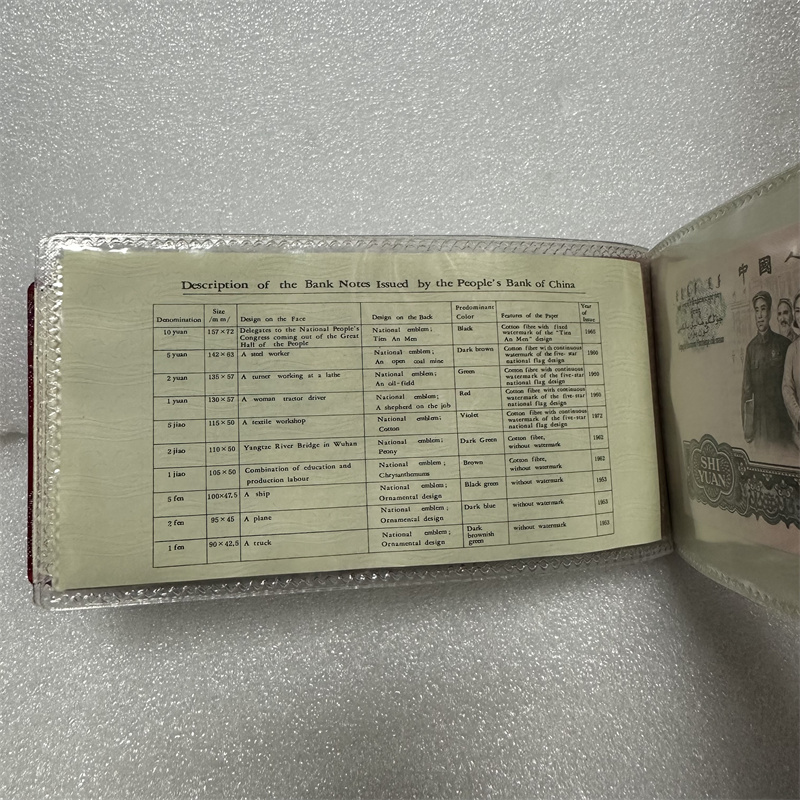 Description of the Bank Notes Issued by the People's Bank of China
Denomination Size /mm/ Design on the Face Design on the Back Predominant Color Features of the Paper Year of Issue
10 yuan 157×72 Delegates to the National People's Congress coming out of the Great Hall of the People National emblem; Tien An Men Black Cotton fibre with fixed watermark of the "Tien An Men" design 1965
5 yuan 142×63 A steel worker National emblem; An open coal mine Dark brown Cotton fibre with continuous watermark of the five-star national flag design 1960
2 yuan 135×57 A turner working at a lathe National emblem; An oil-field Green Cotton fibre with continuous watermark of the five-star national flag design 1960
1 yuan 130×57 A woman tractor driver National emblem; A shepherd on the job Red Cotton fibre with continuous watermark of the five-star national flag design 1960
5 jiao 115×50 A textile workshop National emblem; Cotton Violet Cotton fibre with continuous watermark of the five-star national flag design 1972
2 jiao 110×50 Yangtze River Bridge in Wuhan National emblem; Peony Dark Green Cotton fibre, without watermark 1962
1 jiao 105×50 Combination of education and production labour National emblem; Chrysanthemums Brown Cotton fibre, without watermark 1962
5 fen 100×47.5 A ship National emblem; Ornamental design Black green without watermark 1953
2 fen 95×45 A plane National emblem; Ornamental design Dark blue without watermark 1953
1 fen 90×42.5 A truck National emblem; Ornamental design Dark brownish green without watermark 1953
中國
SHI
YUAN